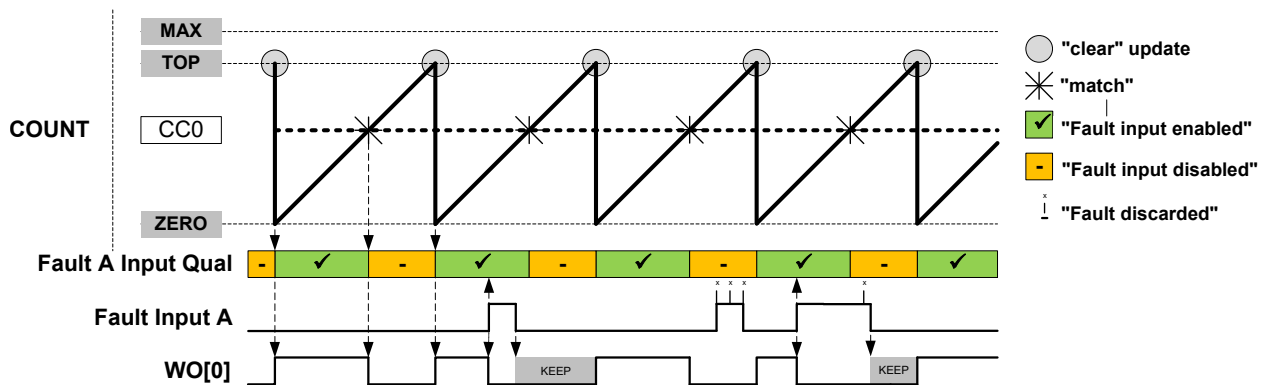 MAX
TOP
COUNT
CC0
ZERO
"clear" update
"match"
"Fault input enabled"
- "Fault input disabled"
x
"Fault discarded"
Fault A Input Qual
- ✓ - ✓ - ✓ - ✓ - ✓
x x x x
Fault Input A
WO[0]
KEEP KEEP